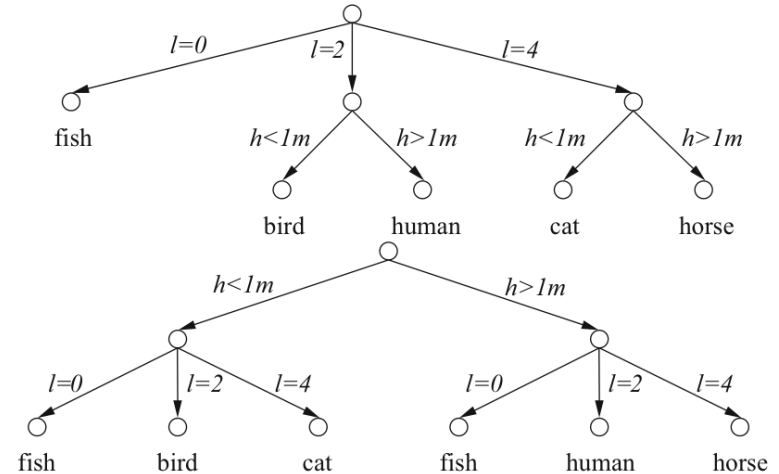 l=0 l=2 l=4
fish
h<1m h>1m h<1m h>1m
bird human cat horse
h<1m h>1m
l=0 l=2 l=4 l=0 l=2 l=4
fish bird cat fish human horse